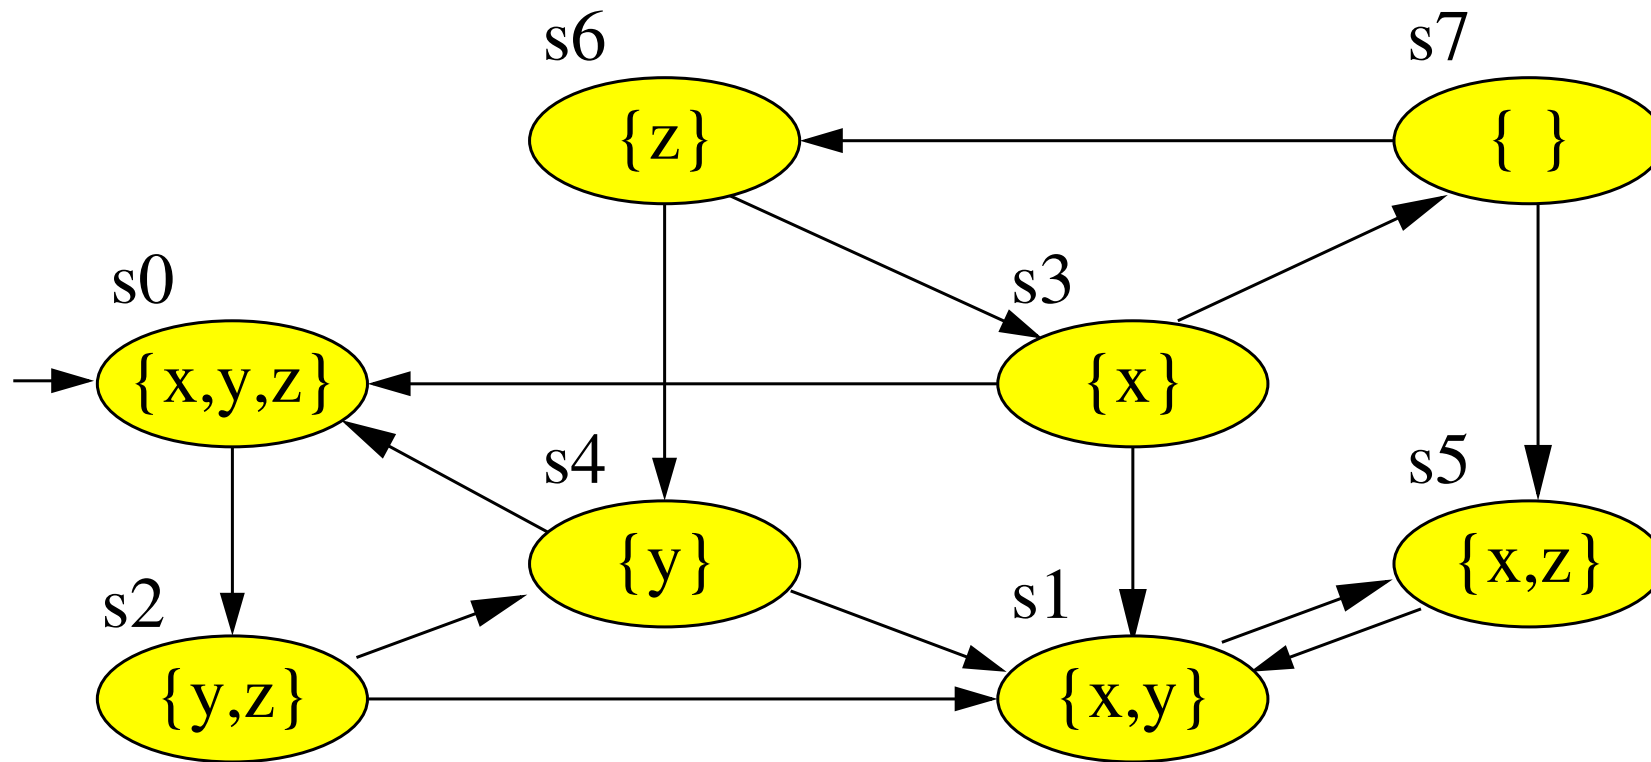 s6
s7
{z}
{ }
s0
s3
{x,y,z}
{x}
s4
s5
{y}
{x,z}
s2
s1
{y,z}
{x,y}